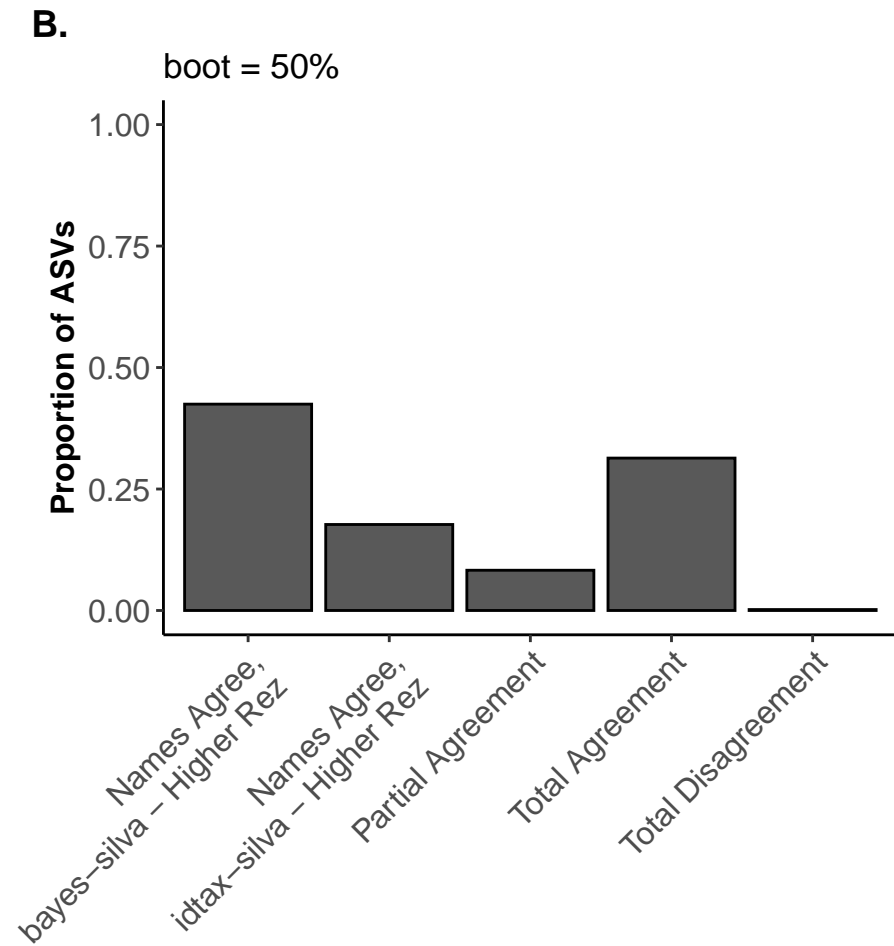 B.
boot = 50%
1.00
0.75
0.50
0.25
0.00
Proportion of ASVs
Names Agree,
bayes−silva − Higher Rez
Names Agree,
idtax−silva − Higher Rez
Partial Agreement
Total Agreement
Total Disagreement